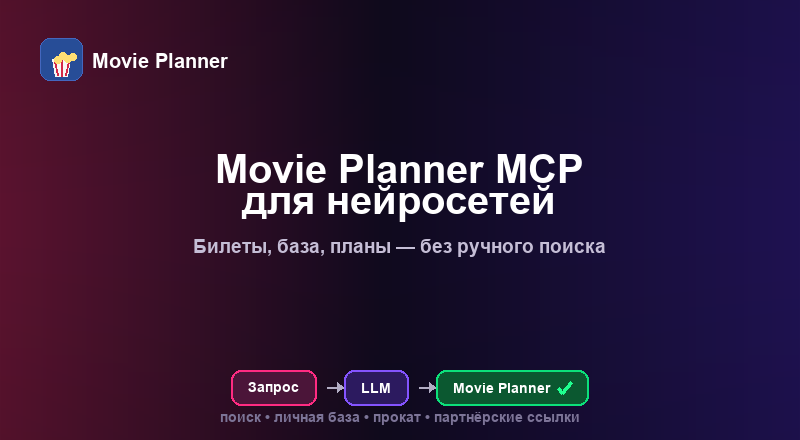 Movie Planner
Movie Planner MCP
для нейросетей
Билеты, база, планы — без ручного поиска
Запрос
LLM
Movie Planner
поиск • личная база • прокат • партнёрские ссылки